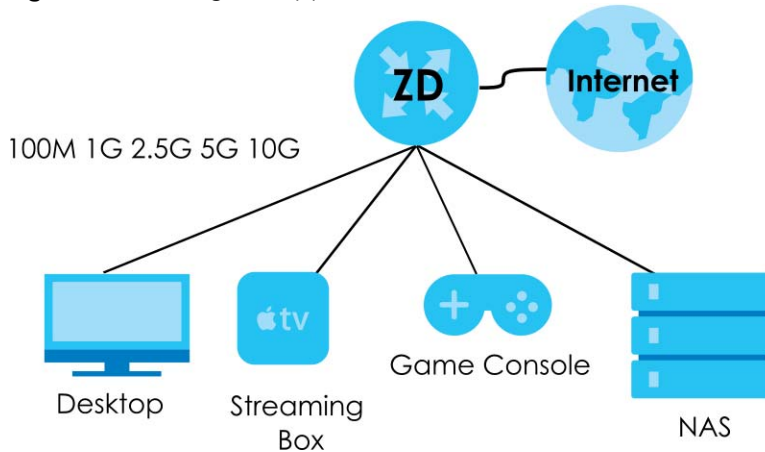 ZD
Internet
100M 1G 2.5G 5G 10G
tv
Desktop
Streaming
Box
Game Console
NAS